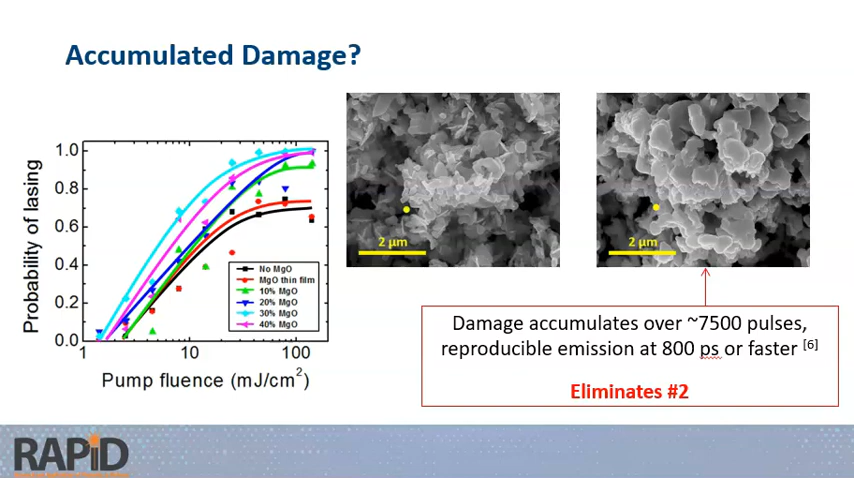 Accumulated Damage?
Probability of lasing
1.0
0.8
0.6
0.4
0.2
0.0
No MgO
MgO thin film
10% MgO
20% MgO
30% MgO
40% MgO
1
10
100
Pump fluence (mJ/cm²)
2 µm
2 µm
Damage accumulates over ~7500 pulses,
reproducible emission at 800 ps or faster [6]
Eliminates #2
RAPiD